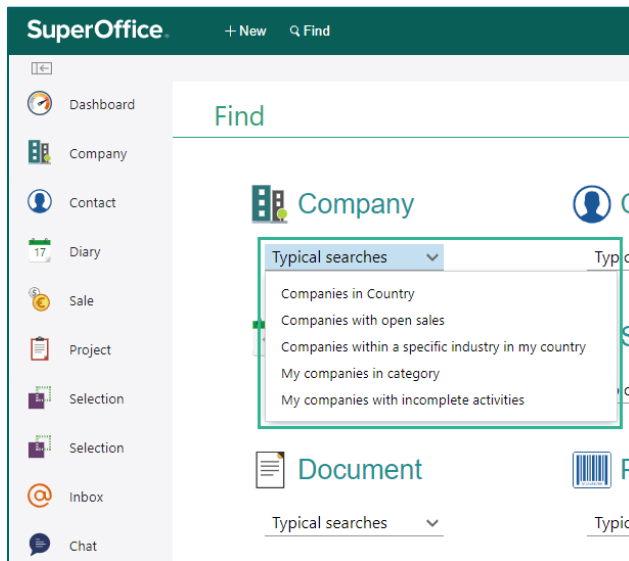 SuperOffice.
+ New Find
Dashboard
Company
Contact
Diary
17
Sale
Project
Selection
Selection
Inbox
Chat
Find
Company
Typical searches
Companies in Country
Companies with open sales
Companies within a specific industry in my country
My companies in category
My companies with incomplete activities
Document
Typical searches